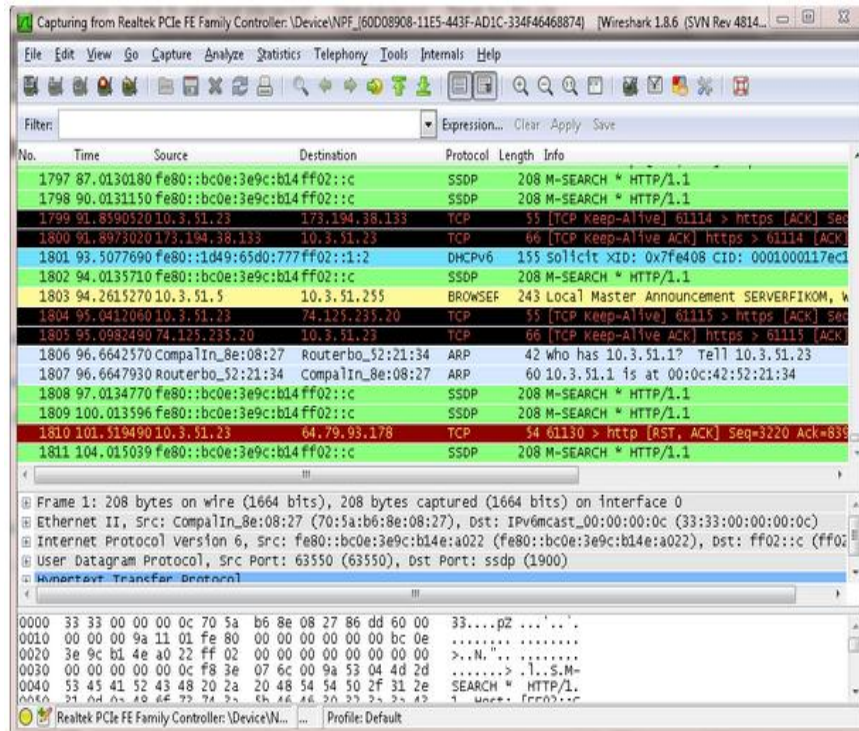 Capturing from Realtek PCIe FE Family Controller: \Device\NPF_{60D08908-11E5-443F-AD1C-334F46468874} [Wireshark 1.8.6 (SVN Rev 4814...
File Edit View Go Capture Analyze Statistics Telephony Tools Internals Help
Filter: Expression... Clear Apply Save
No. Time Source Destination Protocol Length Info
1797 87.0130180 fe80::bc0e:3e9c:b14 ff02::c SSDP 208 M-SEARCH * HTTP/1.1
1798 90.0131150 fe80::bc0e:3e9c:b14 ff02::c SSDP 208 M-SEARCH * HTTP/1.1
1799 91.8590520 10.3.51.23 173.194.38.133 TCP 55 [TCP Keep-Alive] 61114 > https [ACK] Seq
1800 91.8973020 173.194.38.133 10.3.51.23 TCP 66 [TCP Keep-Alive ACK] https > 61114 [ACK]
1801 93.5077690 fe80::1d49:65d0:777 ff02::1:2 DHCPv6 155 Solicit XID: 0x7fe408 CID: 0001000117ec1
1802 94.0135710 fe80::bc0e:3e9c:b14 ff02::c SSDP 208 M-SEARCH * HTTP/1.1
1803 94.2615270 10.3.51.5 10.3.51.255 BROWSER 243 Local Master Announcement SERVERFIKOM, W
1804 95.0412060 10.3.51.23 74.125.235.20 TCP 55 [TCP Keep-Alive] 61115 > https [ACK] Seq
1805 95.0982490 74.125.235.20 10.3.51.23 TCP 66 [TCP Keep-Alive ACK] https > 61115 [ACK]
1806 96.6642570 CompalIn_8e:08:27 Routerbo_52:21:34 ARP 42 Who has 10.3.51.1? Tell 10.3.51.23
1807 96.6647930 Routerbo_52:21:34 CompalIn_8e:08:27 ARP 60 10.3.51.1 is at 00:0c:42:52:21:34
1808 97.0134770 fe80::bc0e:3e9c:b14 ff02::c SSDP 208 M-SEARCH * HTTP/1.1
1809 100.013596 fe80::bc0e:3e9c:b14 ff02::c SSDP 208 M-SEARCH * HTTP/1.1
1810 101.519490 10.3.51.23 64.79.93.178 TCP 54 61130 > http [RST, ACK] Seq=3220 Ack=839
1811 104.015039 fe80::bc0e:3e9c:b14 ff02::c SSDP 208 M-SEARCH * HTTP/1.1
Frame 1: 208 bytes on wire (1664 bits), 208 bytes captured (1664 bits) on interface 0
Ethernet II, Src: CompalIn_8e:08:27 (70:5a:b6:8e:08:27), Dst: IPv6mcast_00:00:00:0c (33:33:00:00:00:0c)
Internet Protocol Version 6, Src: fe80::bc0e:3e9c:b14e:a022 (fe80::bc0e:3e9c:b14e:a022), Dst: ff02::c (ff02
User Datagram Protocol, Src Port: 63550 (63550), Dst Port: ssdp (1900)
Hypertext Transfer Protocol
0000 33 33 00 00 00 0c 70 5a b6 8e 08 27 86 dd 60 00 33....pZ ...'..`.
0010 00 00 00 9a 11 01 fe 80 00 00 00 00 00 00 bc 0e ........ ........
0020 3e 9c b1 4e a0 22 ff 02 00 00 00 00 00 00 00 00 >..N.".. ........
0030 00 00 00 00 00 0c f8 3e 07 6c 00 9a 53 04 4d 2d .......> .l..S.M-
0040 53 45 41 52 43 48 20 2a 20 48 54 54 50 2f 31 2e SEARCH * HTTP/1.
0050 31 0d 0a 48 6f 73 74 3a 5b 46 46 30 32 3a 3a 43 1..Host: [FF02::C
Realtek PCIe FE Family Controller: \Device\N... ... Profile: Default